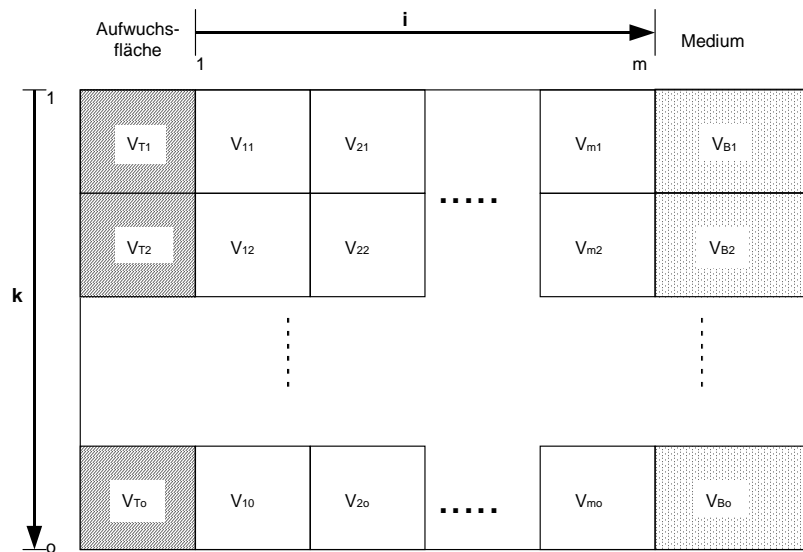 Aufwuchs-
fläche
i
Medium
1
m
1
V_T1 V_11 V_21 V_m1 V_B1
.....
V_T2 V_12 V_22 V_m2 V_B2
k
V_To V_10 V_2o ..... V_mo V_Bo
o